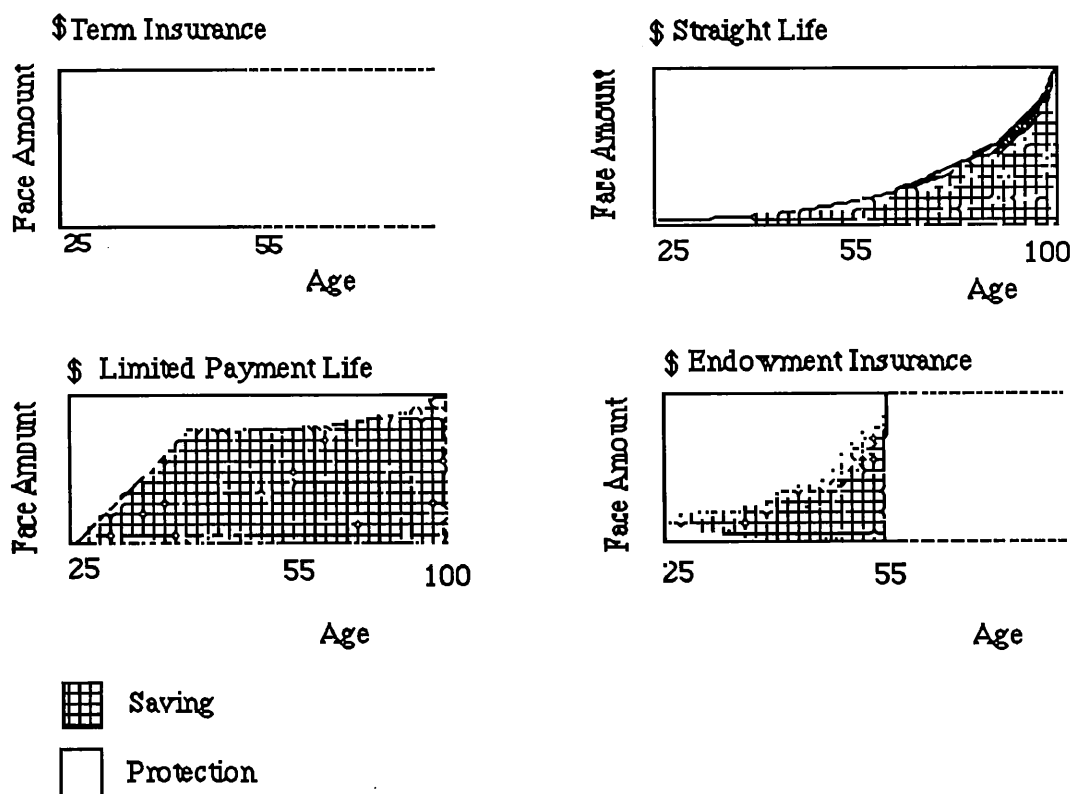 $ Term Insurance
Face Amount
25 55
Age
$ Straight Life
Face Amount
25 55 100
Age
$ Limited Payment Life
Face Amount
25 55 100
Age
$ Endowment Insurance
Face Amount
25 55
Age
Saving
Protection